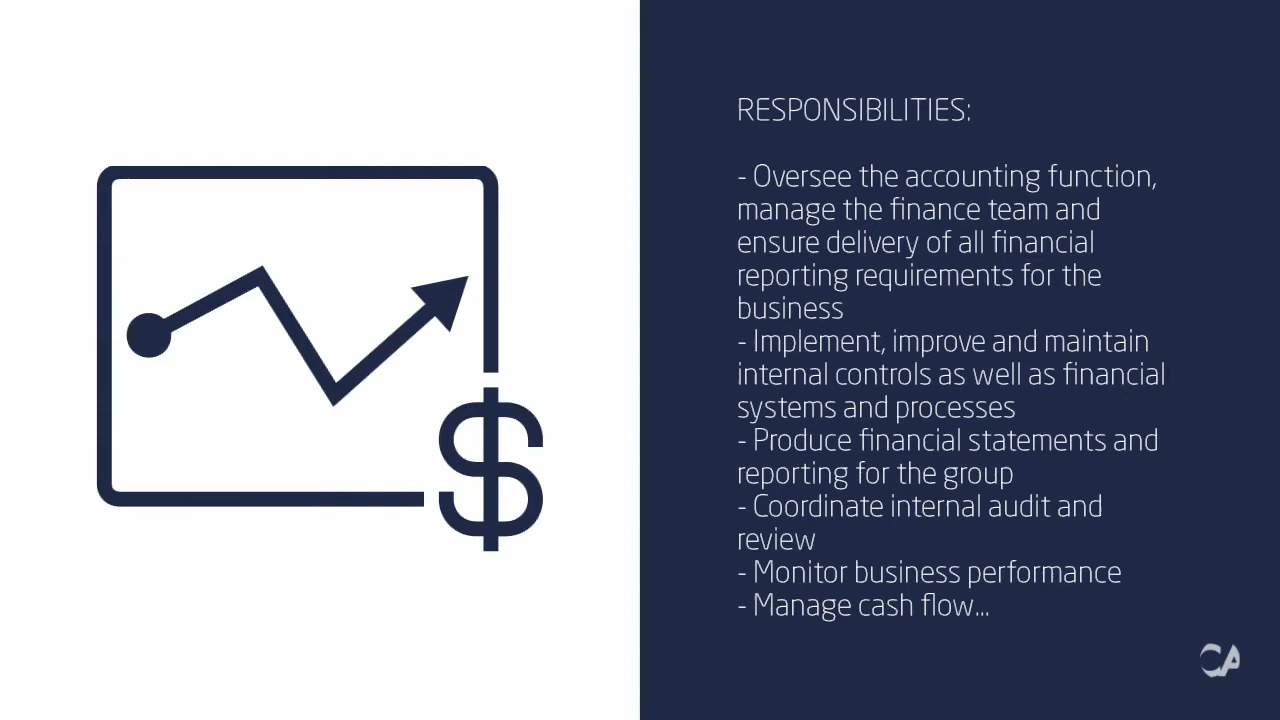 RESPONSIBILITIES:
- Oversee the accounting function,
manage the finance team and
ensure delivery of all financial
reporting requirements for the
business
- Implement, improve and maintain
internal controls as well as financial
systems and processes
- Produce financial statements and
reporting for the group
- Coordinate internal audit and
review
- Monitor business performance
- Manage cash flow...
$
CA